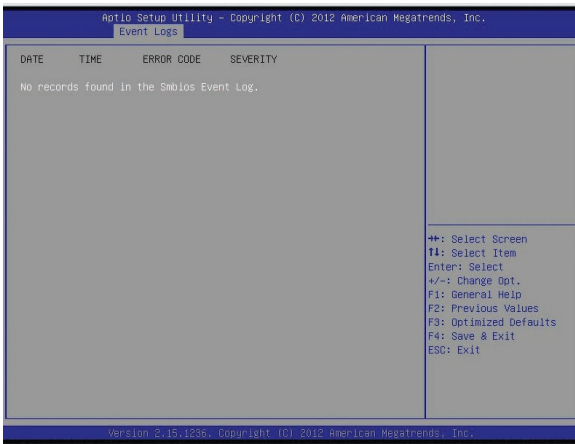 Aptio Setup Utility – Copyright (C) 2012 American Megatrends, Inc.
Event Logs
DATE TIME ERROR CODE SEVERITY
No records found in the Smbios Event Log.
→←: Select Screen
↑↓: Select Item
Enter: Select
+/-: Change Opt.
F1: General Help
F2: Previous Values
F3: Optimized Defaults
F4: Save & Exit
ESC: Exit
Version 2.15.1236. Copyright (C) 2012 American Megatrends, Inc.